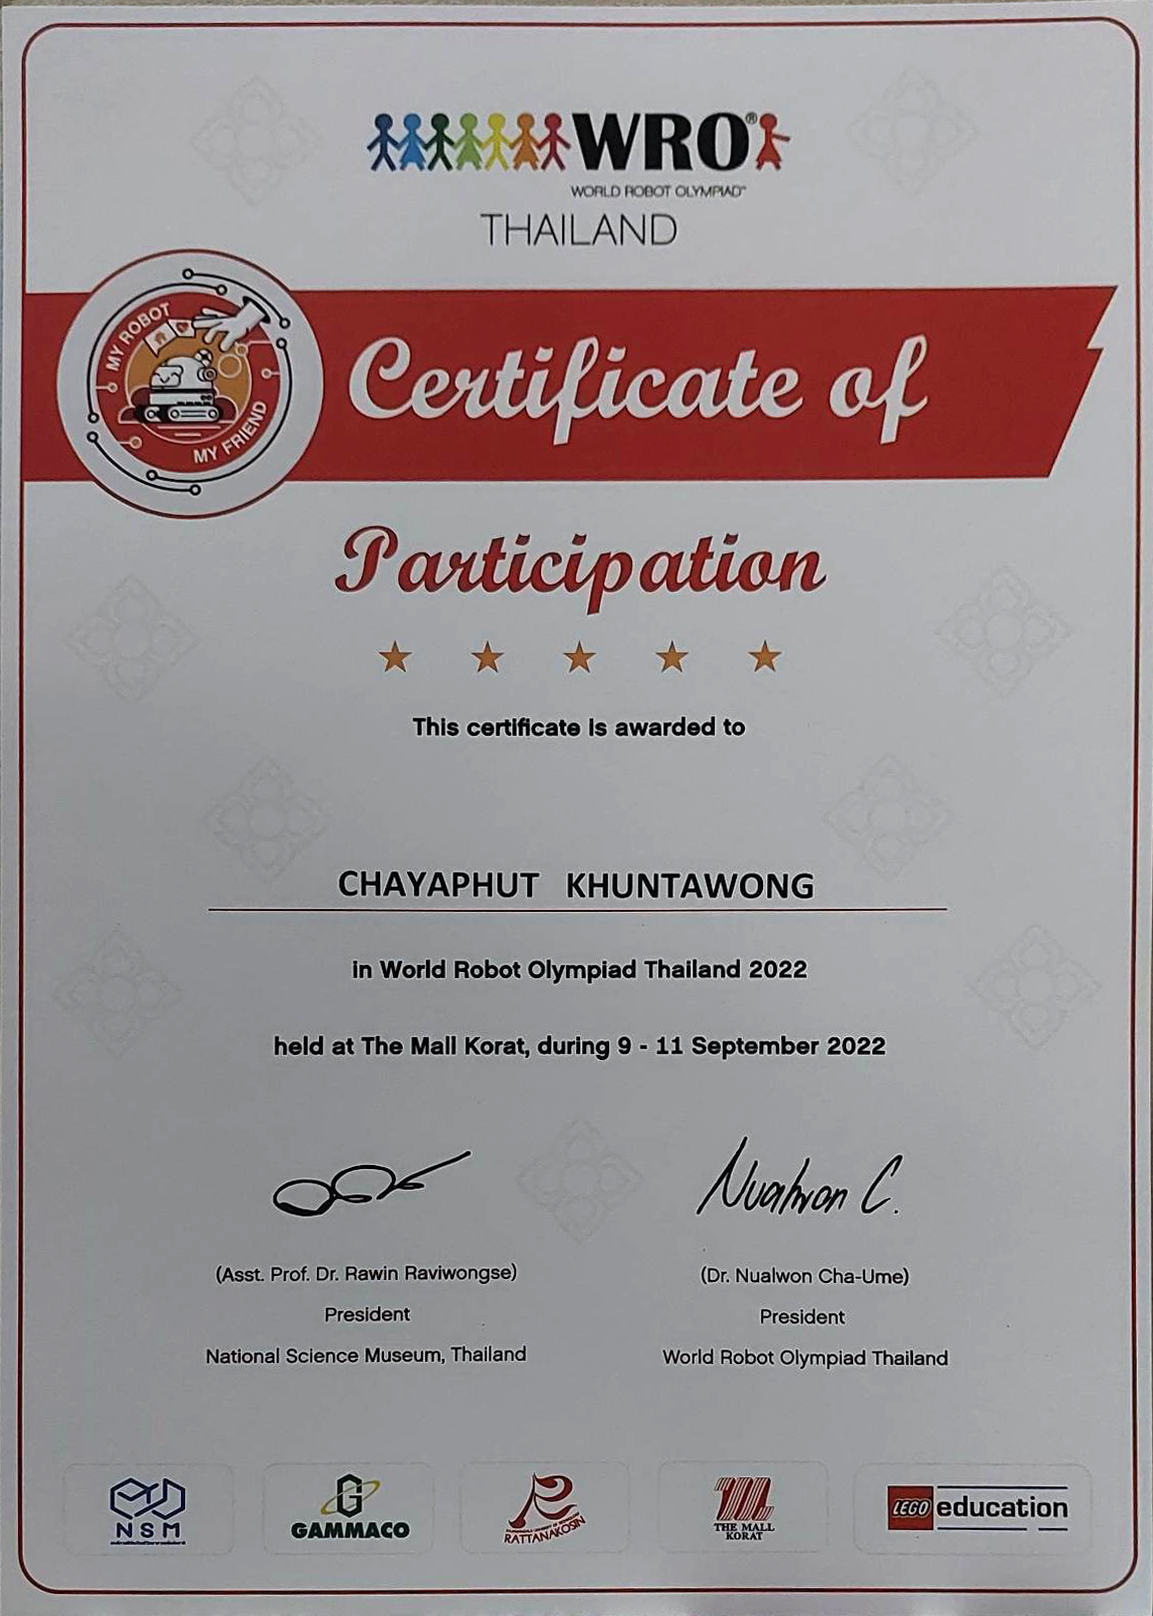 WRO®
WORLD ROBOT OLYMPIAD™
THAILAND
MY ROBOT
MY FRIEND
Certificate of
Participation
This certificate is awarded to
CHAYAPHUT KHUNTAWONG
in World Robot Olympiad Thailand 2022
held at The Mall Korat, during 9 - 11 September 2022
Nualwon C.
(Asst. Prof. Dr. Rawin Raviwongse)
President
National Science Museum, Thailand
(Dr. Nualwon Cha-Ume)
President
World Robot Olympiad Thailand
NSM
GAMMACO
RATTANAKOSIN
THE MALL
KORAT
LEGO education